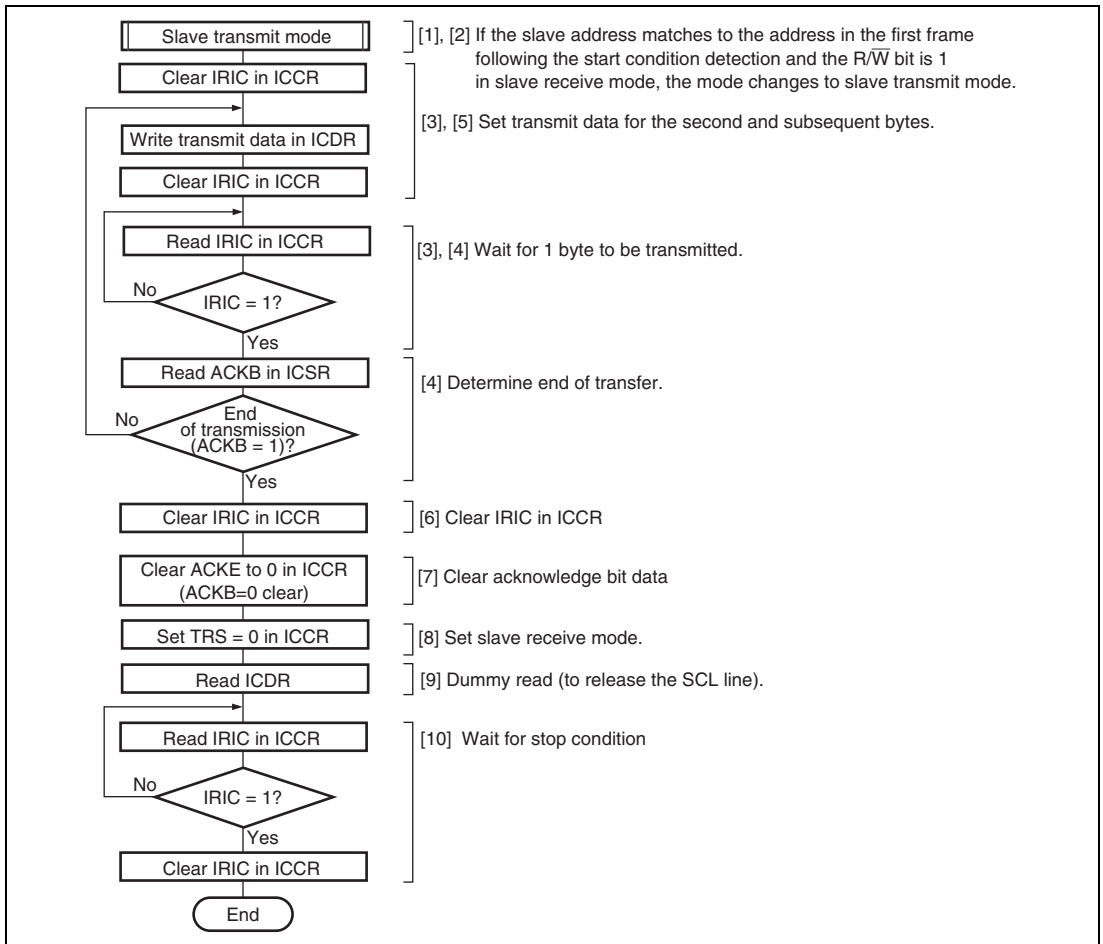 Slave transmit mode
[1], [2] If the slave address matches to the address in the first frame
following the start condition detection and the R/W̅ bit is 1
in slave receive mode, the mode changes to slave transmit mode.
Clear IRIC in ICCR
[3], [5] Set transmit data for the second and subsequent bytes.
Write transmit data in ICDR
Clear IRIC in ICCR
Read IRIC in ICCR
[3], [4] Wait for 1 byte to be transmitted.
No
IRIC = 1?
Yes
Read ACKB in ICSR
[4] Determine end of transfer.
No
End
of transmission
(ACKB = 1)?
Yes
Clear IRIC in ICCR
[6] Clear IRIC in ICCR
Clear ACKE to 0 in ICCR
(ACKB=0 clear)
[7] Clear acknowledge bit data
Set TRS = 0 in ICCR
[8] Set slave receive mode.
Read ICDR
[9] Dummy read (to release the SCL line).
Read IRIC in ICCR
[10] Wait for stop condition
No
IRIC = 1?
Yes
Clear IRIC in ICCR
End